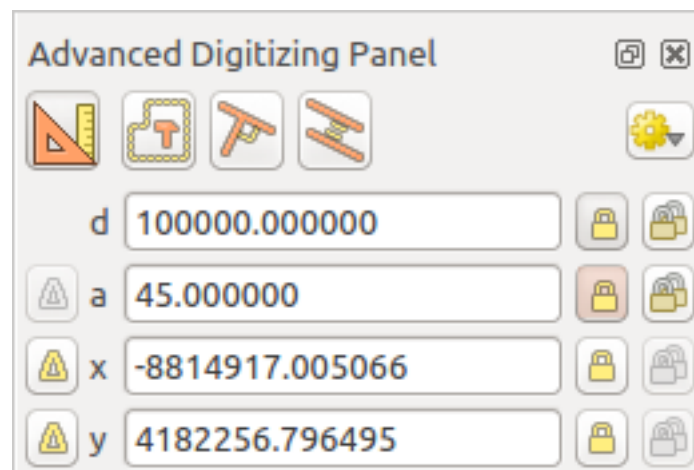 Advanced Digitizing Panel
d 100000.000000
a 45.000000
x -8814917.005066
y 4182256.796495